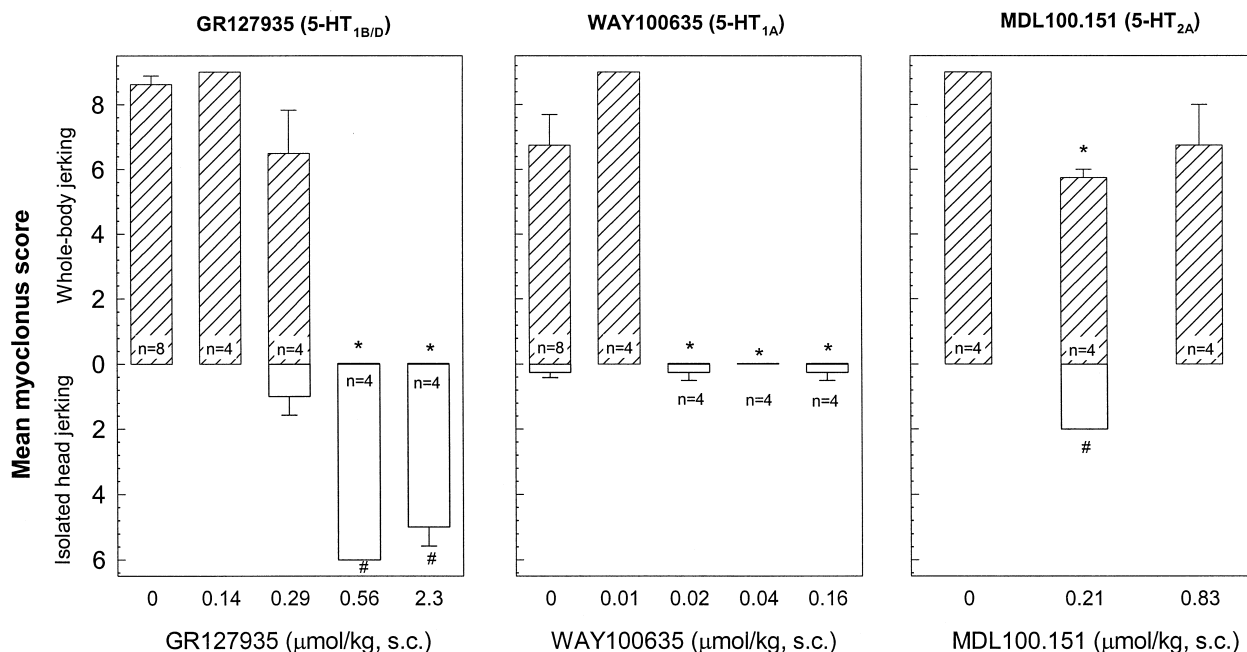 GR127935 (5-HT1B/D)
WAY100635 (5-HT1A)
MDL100.151 (5-HT2A)
Mean myoclonus score
Whole-body jerking
Isolated head jerking
8
6
4
2
0
2
4
6
n=8
n=4
n=4
*
n=4
*
n=4
#
#
0 0.14 0.29 0.56 2.3
GR127935 (µmol/kg, s.c.)
n=8
n=4
*
n=4
*
n=4
*
n=4
0 0.01 0.02 0.04 0.16
WAY100635 (µmol/kg, s.c.)
n=4
*
n=4
n=4
#
0 0.21 0.83
MDL100.151 (µmol/kg, s.c.)